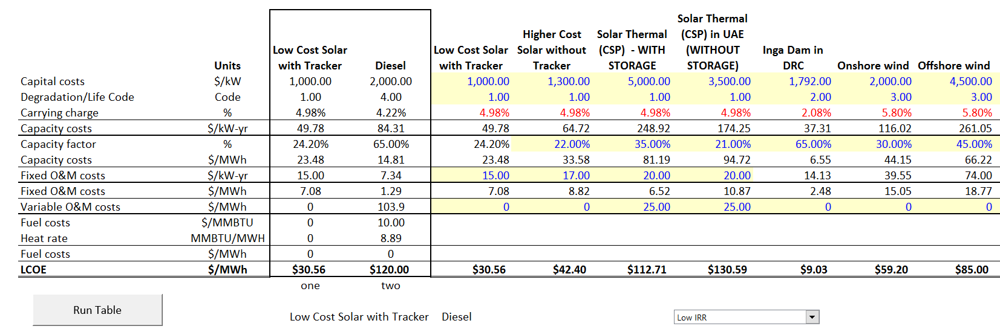 Solar Thermal
Higher Cost Solar Thermal (CSP) in UAE
Low Cost Solar Low Cost Solar Solar without (CSP) - WITH (WITHOUT Inga Dam in
Units with Tracker Diesel with Tracker Tracker STORAGE STORAGE) DRC Onshore wind Offshore wind
Capital costs $/kW 1,000.00 2,000.00 1,000.00 1,300.00 5,000.00 3,500.00 1,792.00 2,000.00 4,500.00
Degradation/Life Code Code 1.00 4.00 1.00 1.00 1.00 1.00 2.00 3.00 3.00
Carrying charge % 4.98% 4.22% 4.98% 4.98% 4.98% 4.98% 2.08% 5.80% 5.80%
Capacity costs $/kW-yr 49.78 84.31 49.78 64.72 248.92 174.25 37.31 116.02 261.05
Capacity factor % 24.20% 65.00% 24.20% 22.00% 35.00% 21.00% 65.00% 30.00% 45.00%
Capacity costs $/MWh 23.48 14.81 23.48 33.58 81.19 94.72 6.55 44.15 66.22
Fixed O&M costs $/kW-yr 15.00 7.34 15.00 17.00 20.00 20.00 14.13 39.55 74.00
Fixed O&M costs $/MWh 7.08 1.29 7.08 8.82 6.52 10.87 2.48 15.05 18.77
Variable O&M costs $/MWh 0 103.9 0 0 25.00 25.00 0 0 0
Fuel costs $/MMBTU 0 10.00
Heat rate MMBTU/MWH 0 8.89
Fuel costs $/MWh 0 0
LCOE $/MWh $30.56 $120.00 $30.56 $42.40 $112.71 $130.59 $9.03 $59.20 $85.00
one two
Run Table
Low Cost Solar with Tracker Diesel Low IRR